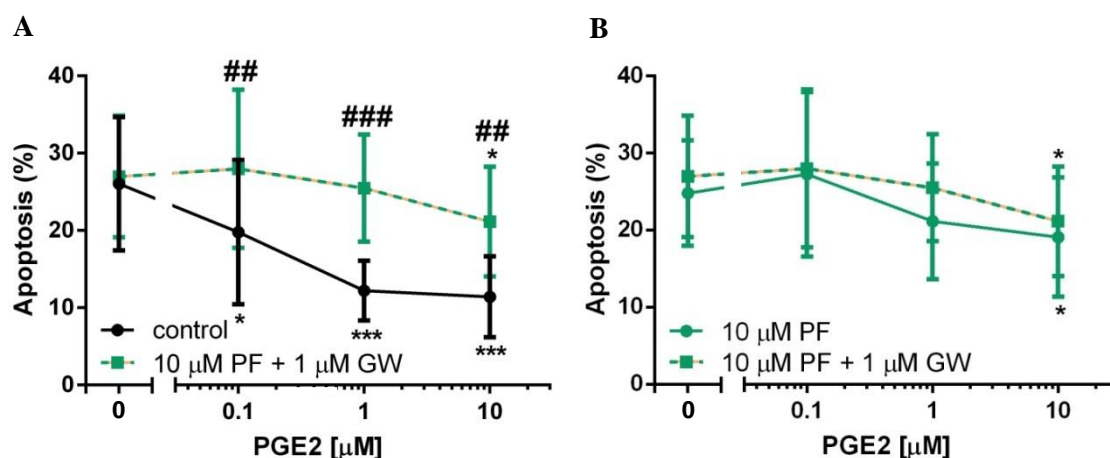 A
Apoptosis (%)
40
30
20
10
0
##
###
##
*
*
***
***
control
10 µM PF + 1 µM GW
0
0.1
1
10
PGE2 [µM]
B
Apoptosis (%)
40
30
20
10
0
*
*
10 µM PF
10 µM PF + 1 µM GW
0
0.1
1
10
PGE2 [µM]